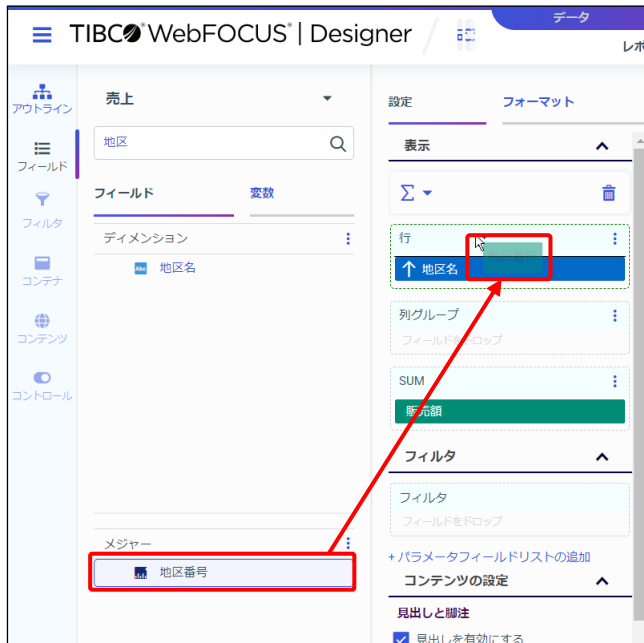 TIBCO WebFOCUS® | Designer
データ
レポ
アウトライン
フィールド
フィルタ
コンテナ
コンテンツ
コントロール
売上
地区
フィールド
変数
ディメンション
Abc 地区名
メジャー
地区番号
設定
フォーマット
表示
Σ
行
地区名
列グループ
フィールドをドロップ
SUM
販売額
フィルタ
フィルタ
フィールドをドロップ
+ パラメータフィールドリストの追加
コンテンツの設定
見出しと脚注
見出しを有効にする